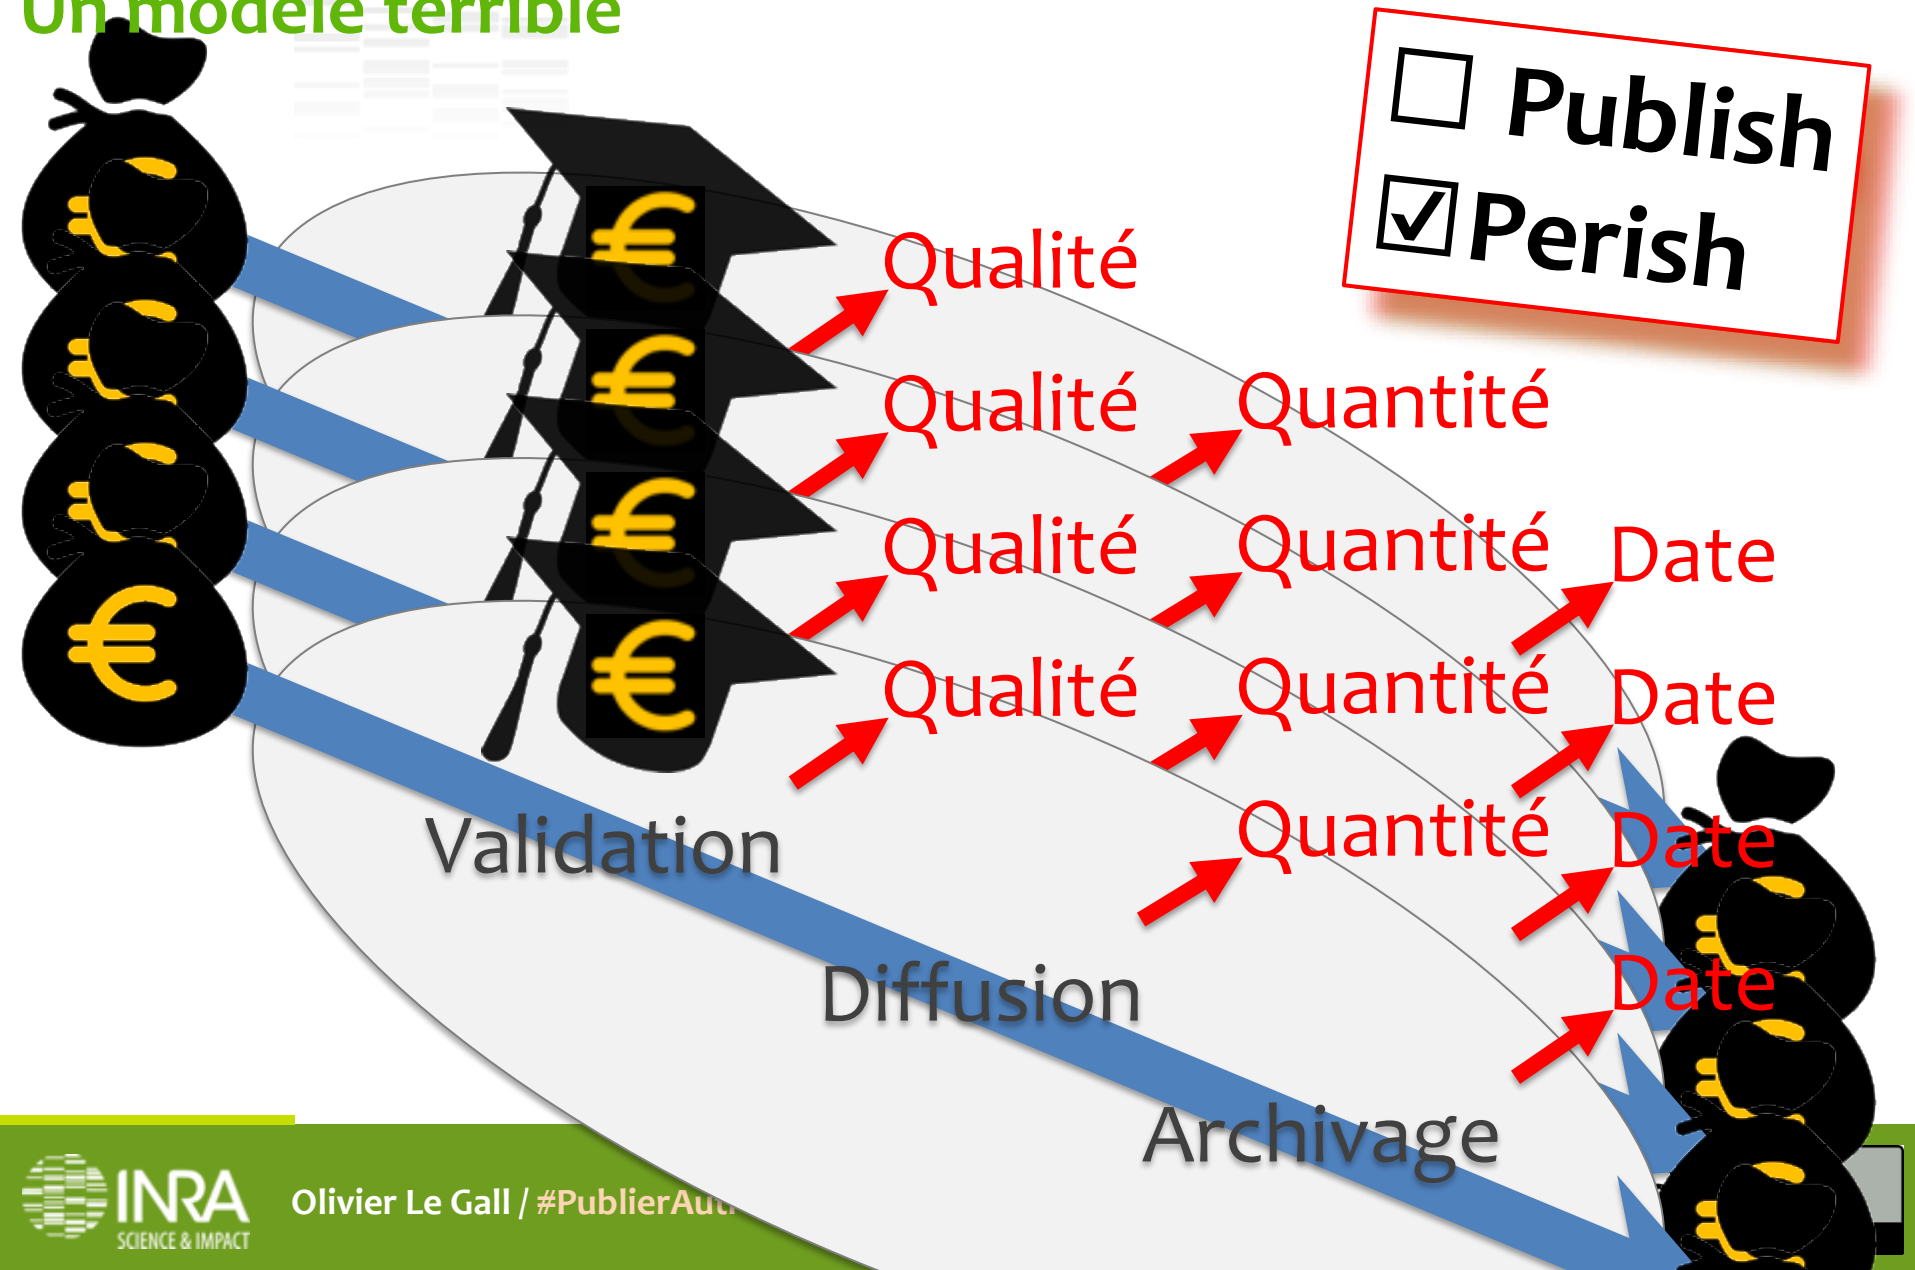 Un modèle terrible
Publish
Perish
Qualité
Qualité
Quantité
Qualité
Quantité
Date
Qualité
Quantité
Date
Validation
Quantité
Date
Diffusion
Date
Archivage
INRA
SCIENCE & IMPACT
Olivier Le Gall / #PublierAut